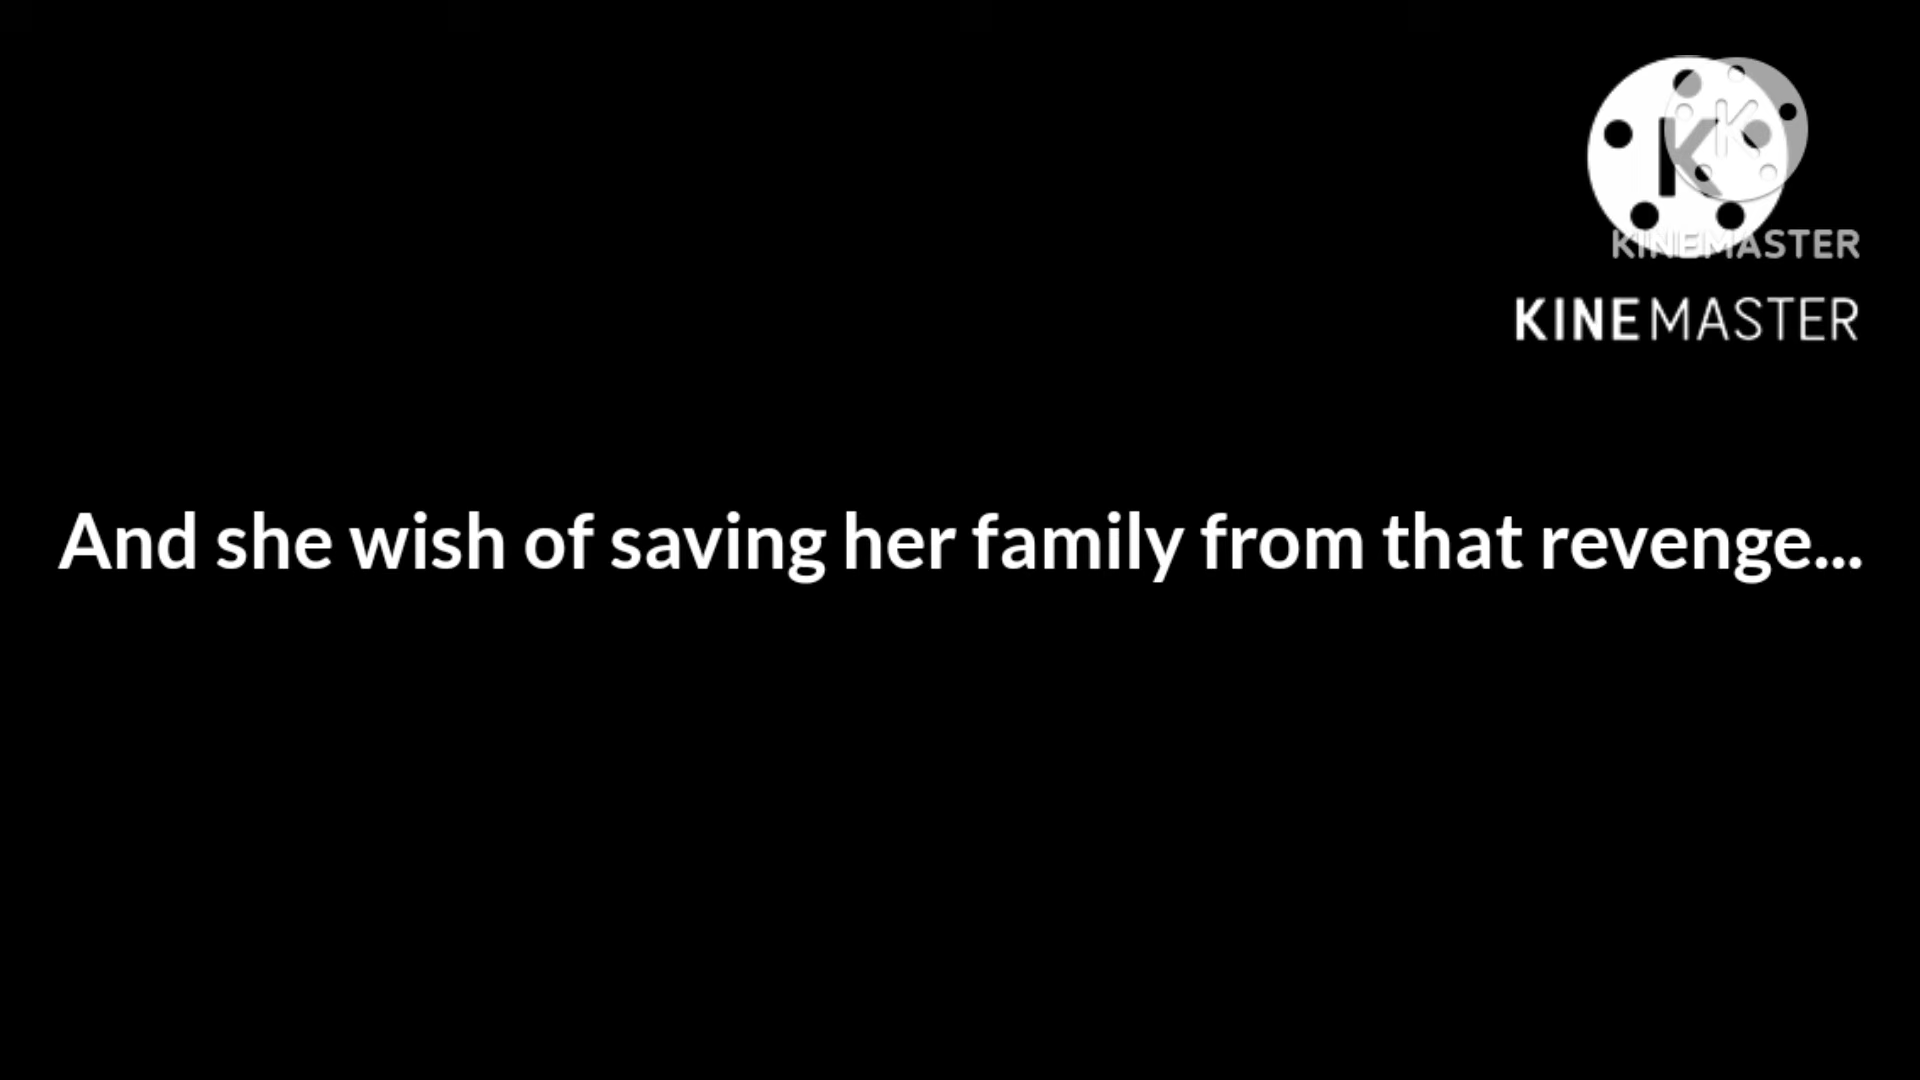 K
K
KINEMASTER
KINEMASTER
And she wish of saving her family from that revenge...